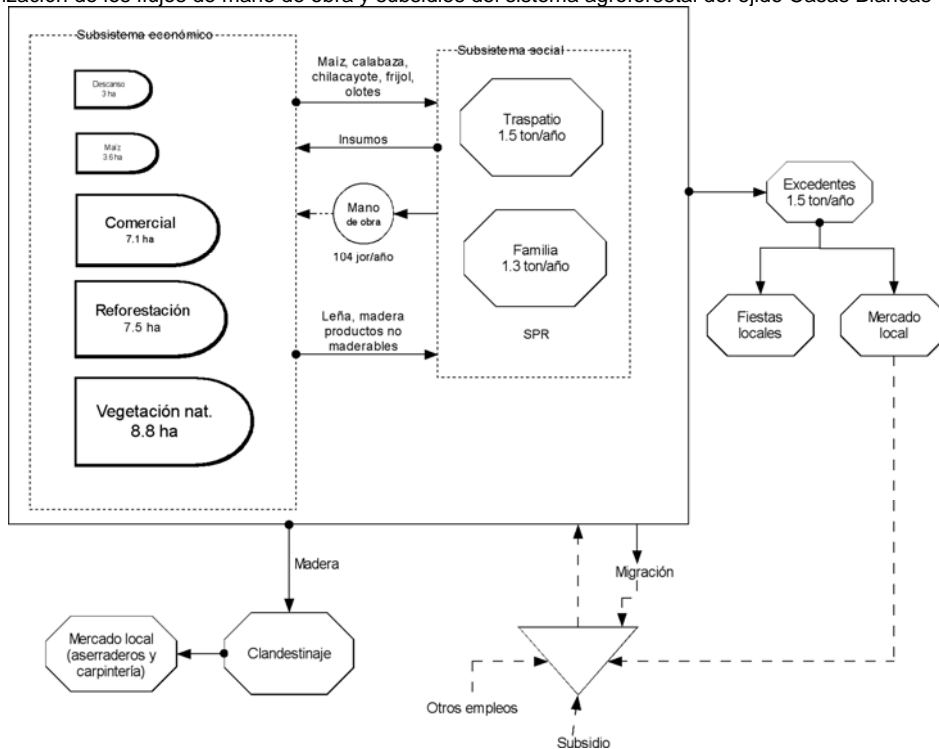 de los flujos de mano de obra y subsidios del sistema agroforestal del ejido Casas Blancas
Subsistema económico
Descanso
3 ha
Maíz
3.6 ha
Comercial
7.1 ha
Reforestación
7.5 ha
Vegetación nat.
8.8 ha
Maíz, calabaza,
chilacayote, frijol,
olotes
Insumos
Mano
de obra
104 jor/año
Leña, madera
productos no
maderables
Subsistema social
Traspatio
1.5 ton/año
Familia
1.3 ton/año
SPR
Excedentes
1.5 ton/año
Fiestas
locales
Mercado
local
Madera
Migración
Mercado local
(aserraderos y
carpintería)
Clandestinaje
Otros empleos
Subsidio